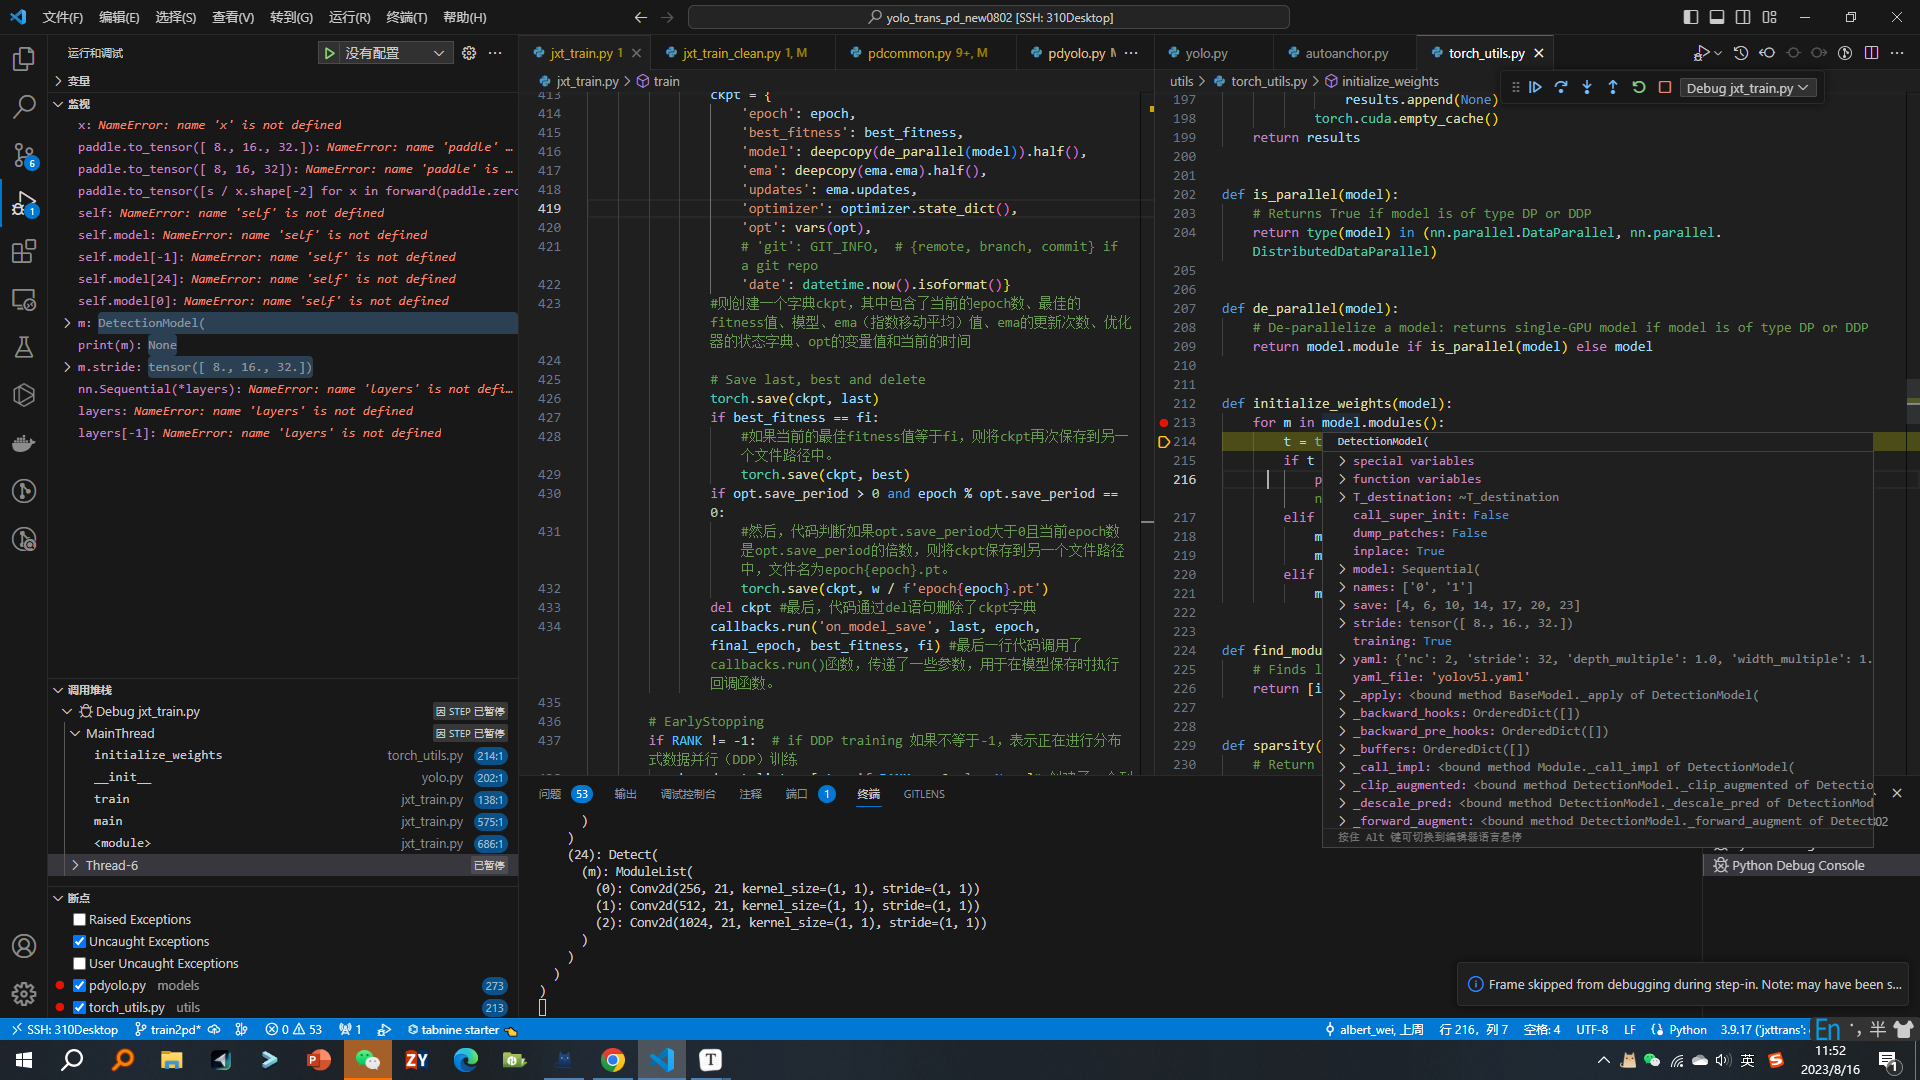 文件(F) 编辑(E) 选择(S) 查看(V) 转到(G) 运行(R) 终端(T) 帮助(H)
yolo_trans_pd_new0802 [SSH: 310Desktop]
运行和调试
没有配置
变量
监视
x: NameError: name 'x' is not defined
paddle.to_tensor([ 8., 16., 32.]): NameError: name 'paddle' …
paddle.to_tensor([ 8, 16, 32]): NameError: name 'paddle' is …
paddle.to_tensor([s / x.shape[-2] for x in forward(paddle.zero
self: NameError: name 'self' is not defined
self.model: NameError: name 'self' is not defined
self.model[-1]: NameError: name 'self' is not defined
self.model[24]: NameError: name 'self' is not defined
self.model[0]: NameError: name 'self' is not defined
m: DetectionModel(
print(m): None
m.stride: tensor([ 8., 16., 32.])
nn.Sequential(*layers): NameError: name 'layers' is not defi…
layers: NameError: name 'layers' is not defined
layers[-1]: NameError: name 'layers' is not defined
调用堆栈
Debug jxt_train.py 因 STEP 已暂停
MainThread 因 STEP 已暂停
initialize_weights torch_utils.py 214:1
__init__ yolo.py 202:1
train jxt_train.py 138:1
main jxt_train.py 575:1
<module> jxt_train.py 686:1
Thread-6 已暂停
断点
Raised Exceptions
Uncaught Exceptions
User Uncaught Exceptions
pdyolo.py models 273
torch_utils.py utils 213
6
1
jxt_train.py 1
jxt_train_clean.py 1, M
pdcommon.py 9+, M
pdyolo.py
jxt_train.py > train
413 ckpt = {
414 'epoch': epoch,
415 'best_fitness': best_fitness,
416 'model': deepcopy(de_parallel(model)).half(),
417 'ema': deepcopy(ema.ema).half(),
418 'updates': ema.updates,
419 'optimizer': optimizer.state_dict(),
420 'opt': vars(opt),
421 # 'git': GIT_INFO,  # {remote, branch, commit} if
a git repo
422 'date': datetime.now().isoformat()}
423 #则创建一个字典ckpt，其中包含了当前的epoch数、最佳的
fitness值、模型、ema（指数移动平均）值、ema的更新次数、优化
器的状态字典、opt的变量值和当前的时间
424
425 # Save last, best and delete
426 torch.save(ckpt, last)
427 if best_fitness == fi:
428 #如果当前的最佳fitness值等于fi，则将ckpt再次保存到另一
个文件路径中。
429 torch.save(ckpt, best)
430 if opt.save_period > 0 and epoch % opt.save_period ==
0:
431 #然后，代码判断如果opt.save_period大于0且当前epoch数
是opt.save_period的倍数，则将ckpt保存到另一个文件路径
中，文件名为epoch{epoch}.pt。
432 torch.save(ckpt, w / f'epoch{epoch}.pt')
433 del ckpt #最后，代码通过del语句删除了ckpt字典
434 callbacks.run('on_model_save', last, epoch,
final_epoch, best_fitness, fi) #最后一行代码调用了
callbacks.run()函数，传递了一些参数，用于在模型保存时执行
回调函数。
435
436 # EarlyStopping
437 if RANK != -1:  # if DDP training 如果不等于-1，表示正在进行分布
式数据并行（DDP）训练
yolo.py
autoanchor.py
torch_utils.py
utils > torch_utils.py > initialize_weights
Debug jxt_train.py
197 results.append(None)
198 torch.cuda.empty_cache()
199 return results
200
201
202 def is_parallel(model):
203 # Returns True if model is of type DP or DDP
204 return type(model) in (nn.parallel.DataParallel, nn.parallel.
DistributedDataParallel)
205
206
207 def de_parallel(model):
208 # De-parallelize a model: returns single-GPU model if model is of type DP or DDP
209 return model.module if is_parallel(model) else model
210
211
212 def initialize_weights(model):
213 for m in model.modules():
214 t = t
215 if t
216 p
n
217 elif
218 m
219 m
220 elif
221 m
222
223
224 def find_modu
225 # Finds l
226 return [i
227
228
229 def sparsity(
230 # Return
DetectionModel(
special variables
function variables
T_destination: ~T_destination
call_super_init: False
dump_patches: False
inplace: True
model: Sequential(
names: ['0', '1']
save: [4, 6, 10, 14, 17, 20, 23]
stride: tensor([ 8., 16., 32.])
training: True
yaml: {'nc': 2, 'stride': 32, 'depth_multiple': 1.0, 'width_multiple': 1.
yaml_file: 'yolov5l.yaml'
_apply: <bound method BaseModel._apply of DetectionModel(
_backward_hooks: OrderedDict([])
_backward_pre_hooks: OrderedDict([])
_buffers: OrderedDict([])
_call_impl: <bound method Module._call_impl of DetectionModel(
_clip_augmented: <bound method DetectionModel._clip_augmented of Detectio
_descale_pred: <bound method DetectionModel._descale_pred of DetectionMod
_forward_augment: <bound method DetectionModel._forward_augment of Detect
按住 Alt 键可切换到编辑器语言悬停
问题 53 输出 调试控制台 注释 端口 1 终端 GITLENS
)
)
(24): Detect(
(m): ModuleList(
(0): Conv2d(256, 21, kernel_size=(1, 1), stride=(1, 1))
(1): Conv2d(512, 21, kernel_size=(1, 1), stride=(1, 1))
(2): Conv2d(1024, 21, kernel_size=(1, 1), stride=(1, 1))
)
)
)
)
02
Python Debug Console
Frame skipped from debugging during step-in. Note: may have been s...
SSH: 310Desktop train2pd* 0 53 1 tabnine starter albert_wei, 上周 行 216，列 7 空格: 4 UTF-8 LF Python 3.9.17 ('jxttrans': En 半
ZY T 英 11:52
2023/8/16 1